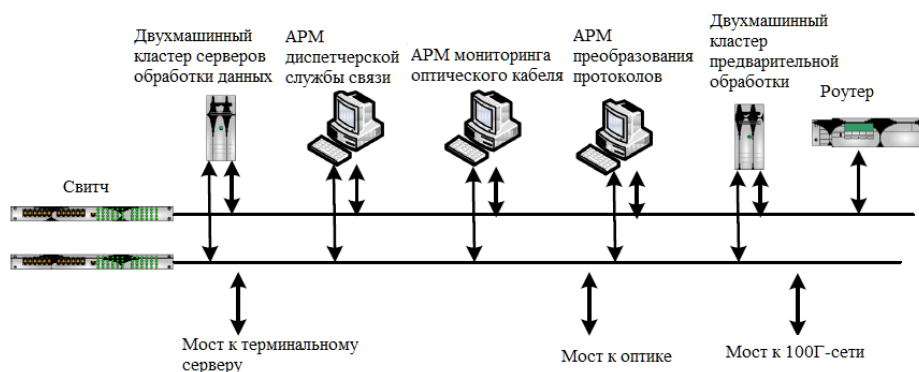 Двухмашинный
кластер серверов
обработки данных
АРМ
диспетчерской
службы связи
АРМ мониторинга
оптического кабеля
АРМ
преобразования
протоколов
Двухмашинный
кластер
предварительной
обработки
Роутер
Свитч
Мост к терминальному
серверу
Мост к оптике
Мост к 100Г-сети